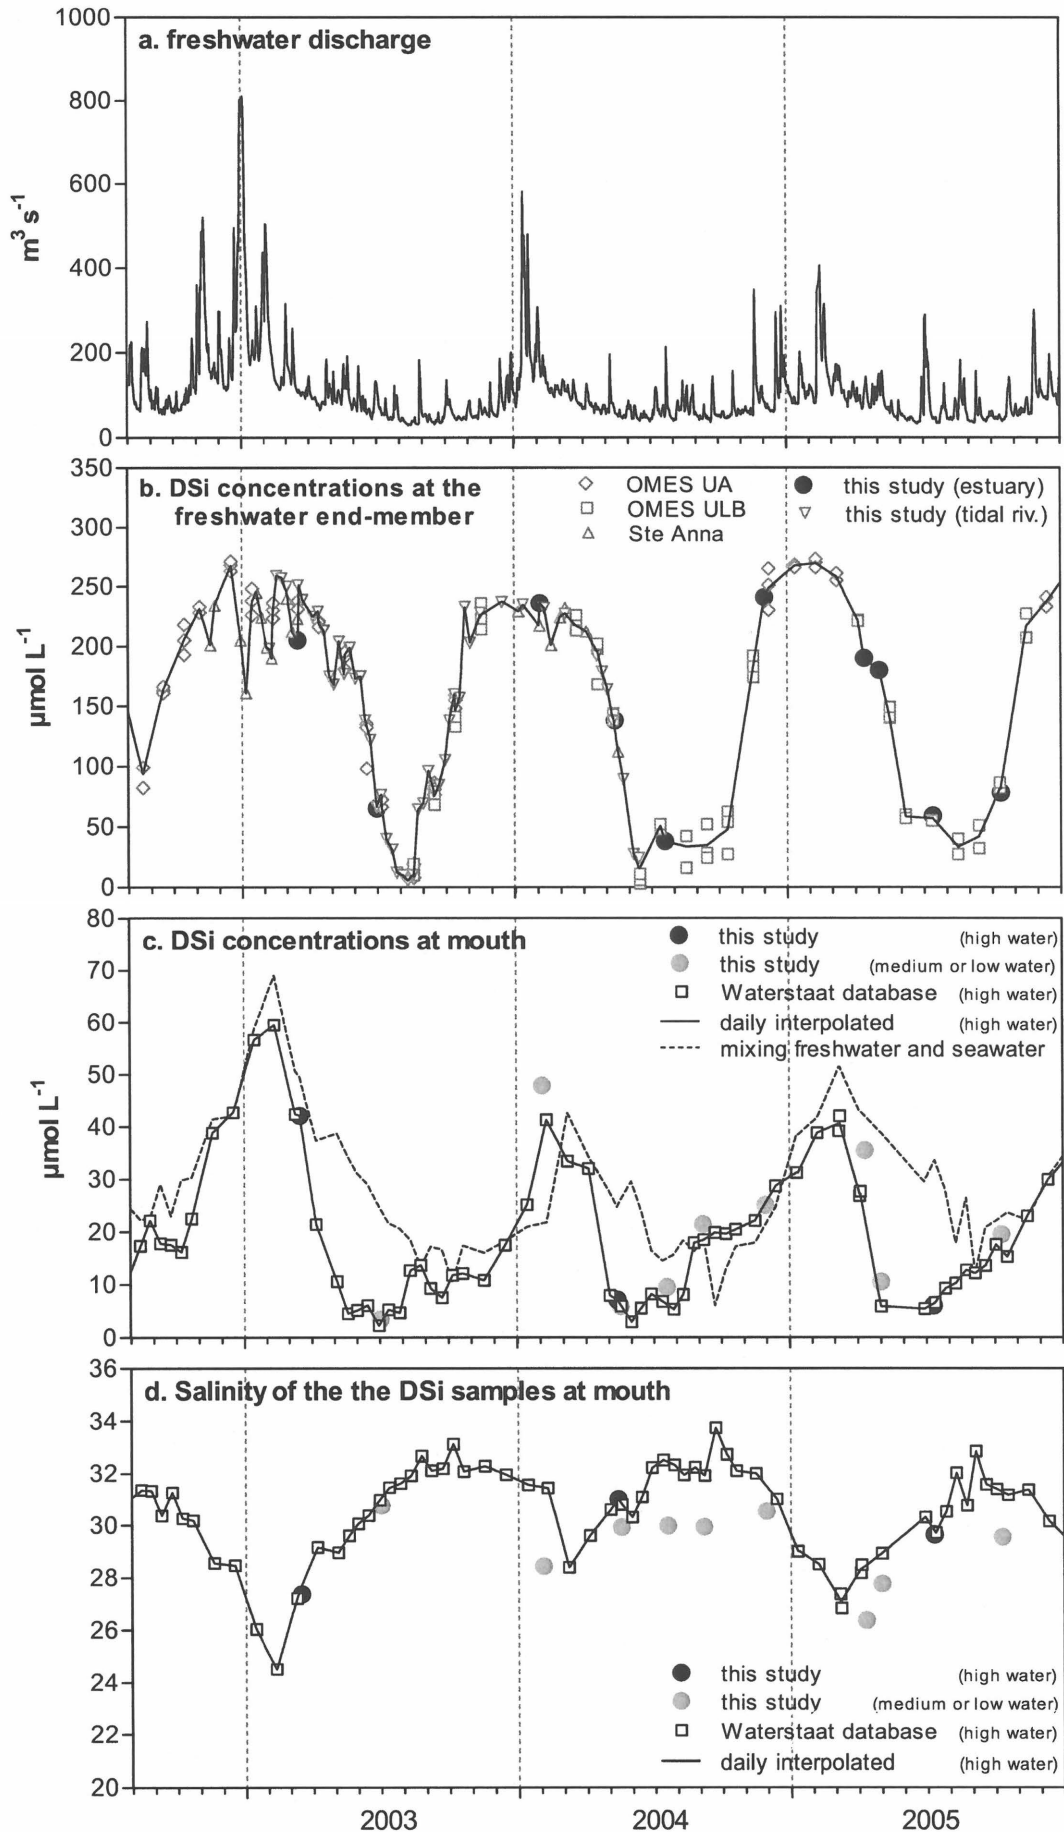 1000
a. freshwater discharge
800
600
400
200
0
m³ s⁻¹
350
b. DSi concentrations at the
freshwater end-member
OMES UA
OMES ULB
Ste Anna
this study (estuary)
this study (tidal riv.)
300
250
200
150
100
50
0
µmol L⁻¹
80
c. DSi concentrations at mouth
this study (high water)
this study (medium or low water)
Waterstaat database (high water)
daily interpolated (high water)
mixing freshwater and seawater
70
60
50
40
30
20
10
0
µmol L⁻¹
36
d. Salinity of the the DSi samples at mouth
34
32
30
28
26
24
22
20
this study (high water)
this study (medium or low water)
Waterstaat database (high water)
daily interpolated (high water)
2003 2004 2005